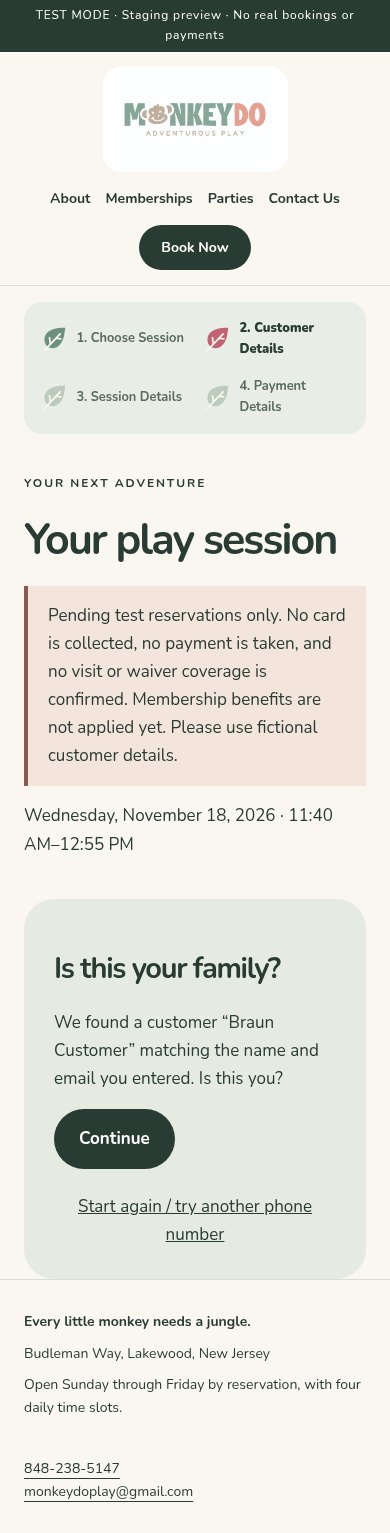 TEST MODE · Staging preview · No real bookings or
payments
MONKEYDO
ADVENTUROUS PLAY
About Memberships Parties Contact Us
Book Now
1. Choose Session
2. Customer
Details
3. Session Details
4. Payment
Details
YOUR NEXT ADVENTURE
Your play session
Pending test reservations only. No card
is collected, no payment is taken, and
no visit or waiver coverage is
confirmed. Membership benefits are
not applied yet. Please use fictional
customer details.
Wednesday, November 18, 2026 · 11:40
AM–12:55 PM
Is this your family?
We found a customer “Braun
Customer” matching the name and
email you entered. Is this you?
Continue
Start again / try another phone
number
Every little monkey needs a jungle.
Budleman Way, Lakewood, New Jersey
Open Sunday through Friday by reservation, with four
daily time slots.
848-238-5147
monkeydoplay@gmail.com